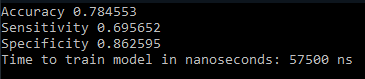 Accuracy 0.784553
Sensitivity 0.695652
Specificity 0.862595
Time to train model in nanoseconds: 57500 ns